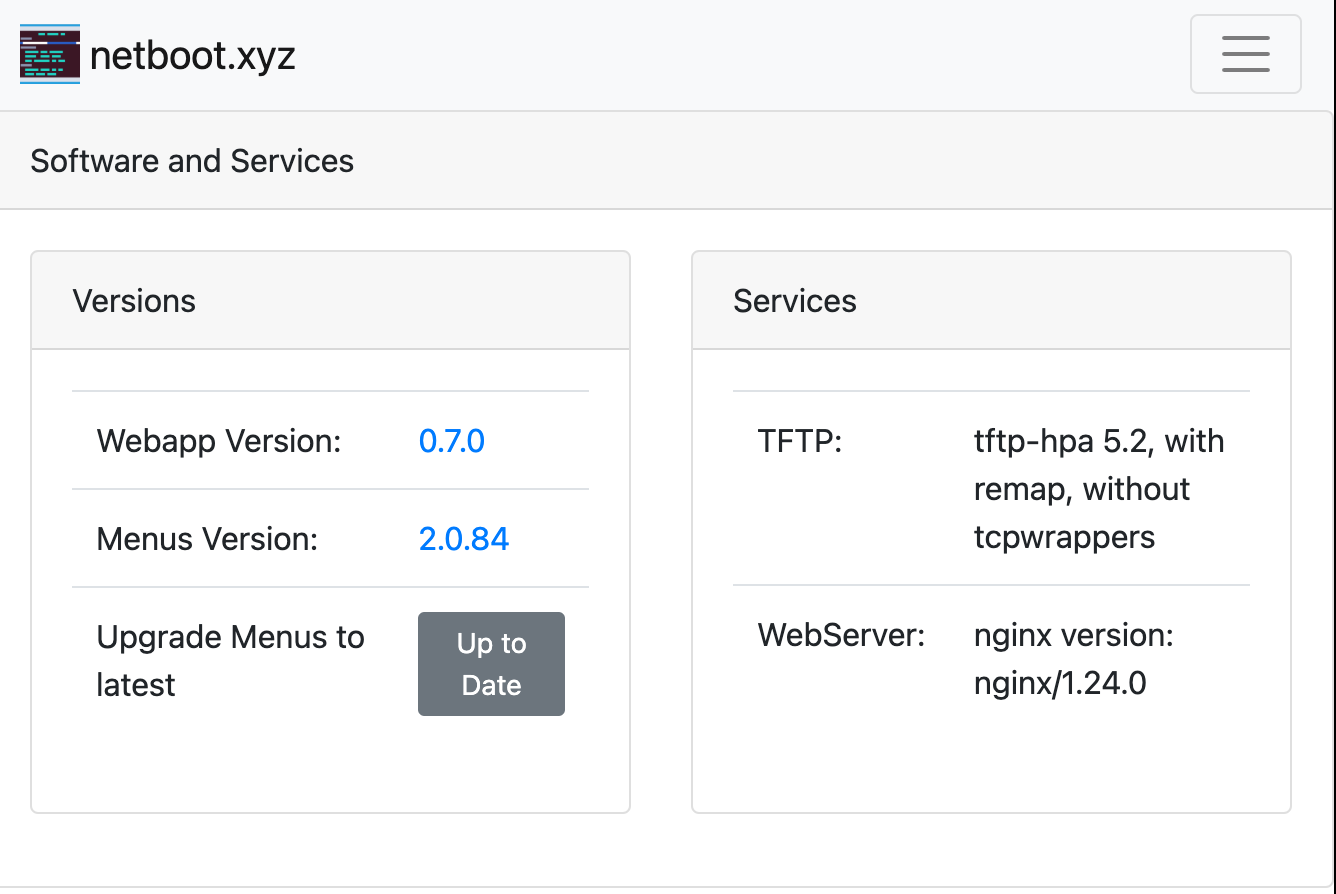 netboot.xyz
Software and Services
Versions
Webapp Version: 0.7.0
Menus Version: 2.0.84
Upgrade Menus to
latest
Up to
Date
Services
TFTP: tftp-hpa 5.2, with
remap, without
tcpwrappers
WebServer: nginx version:
nginx/1.24.0